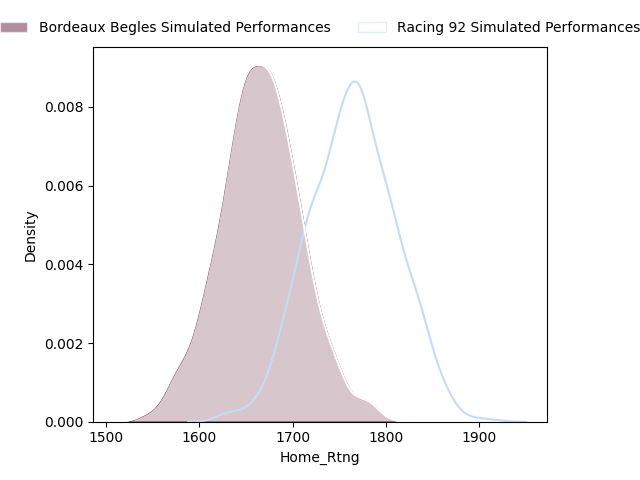 Bordeaux Begles Simulated Performances
Racing 92 Simulated Performances
0.008
0.006
0.004
0.002
0.000
Density
1500
1600
1700
1800
1900
Home_Rtng